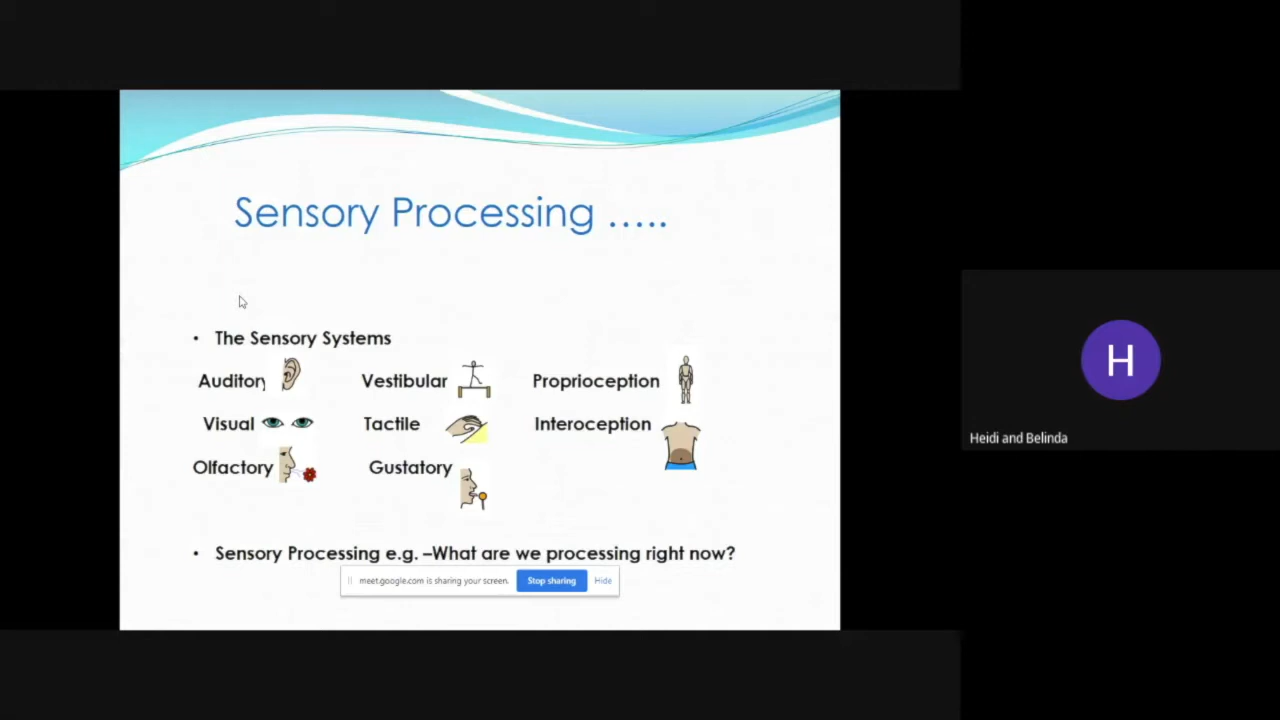 Sensory Processing .....
• The Sensory Systems
Auditory Vestibular Proprioception
Visual Tactile Interoception
Olfactory Gustatory
• Sensory Processing e.g. –What are we processing right now?
meet.google.com is sharing your screen. Stop sharing Hide
H
Heidi and Belinda